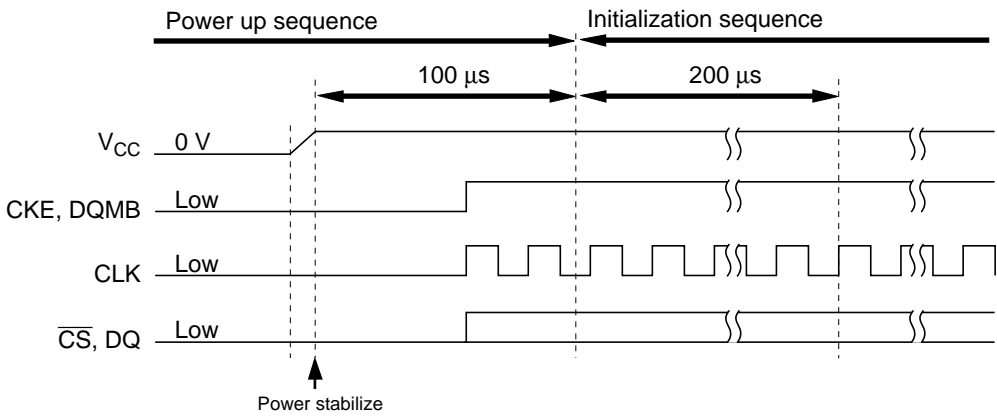 Power up sequence
Initialization sequence
100 µs
200 µs
VCC 0 V
CKE, DQMB Low
CLK Low
CS, DQ Low
Power stabilize